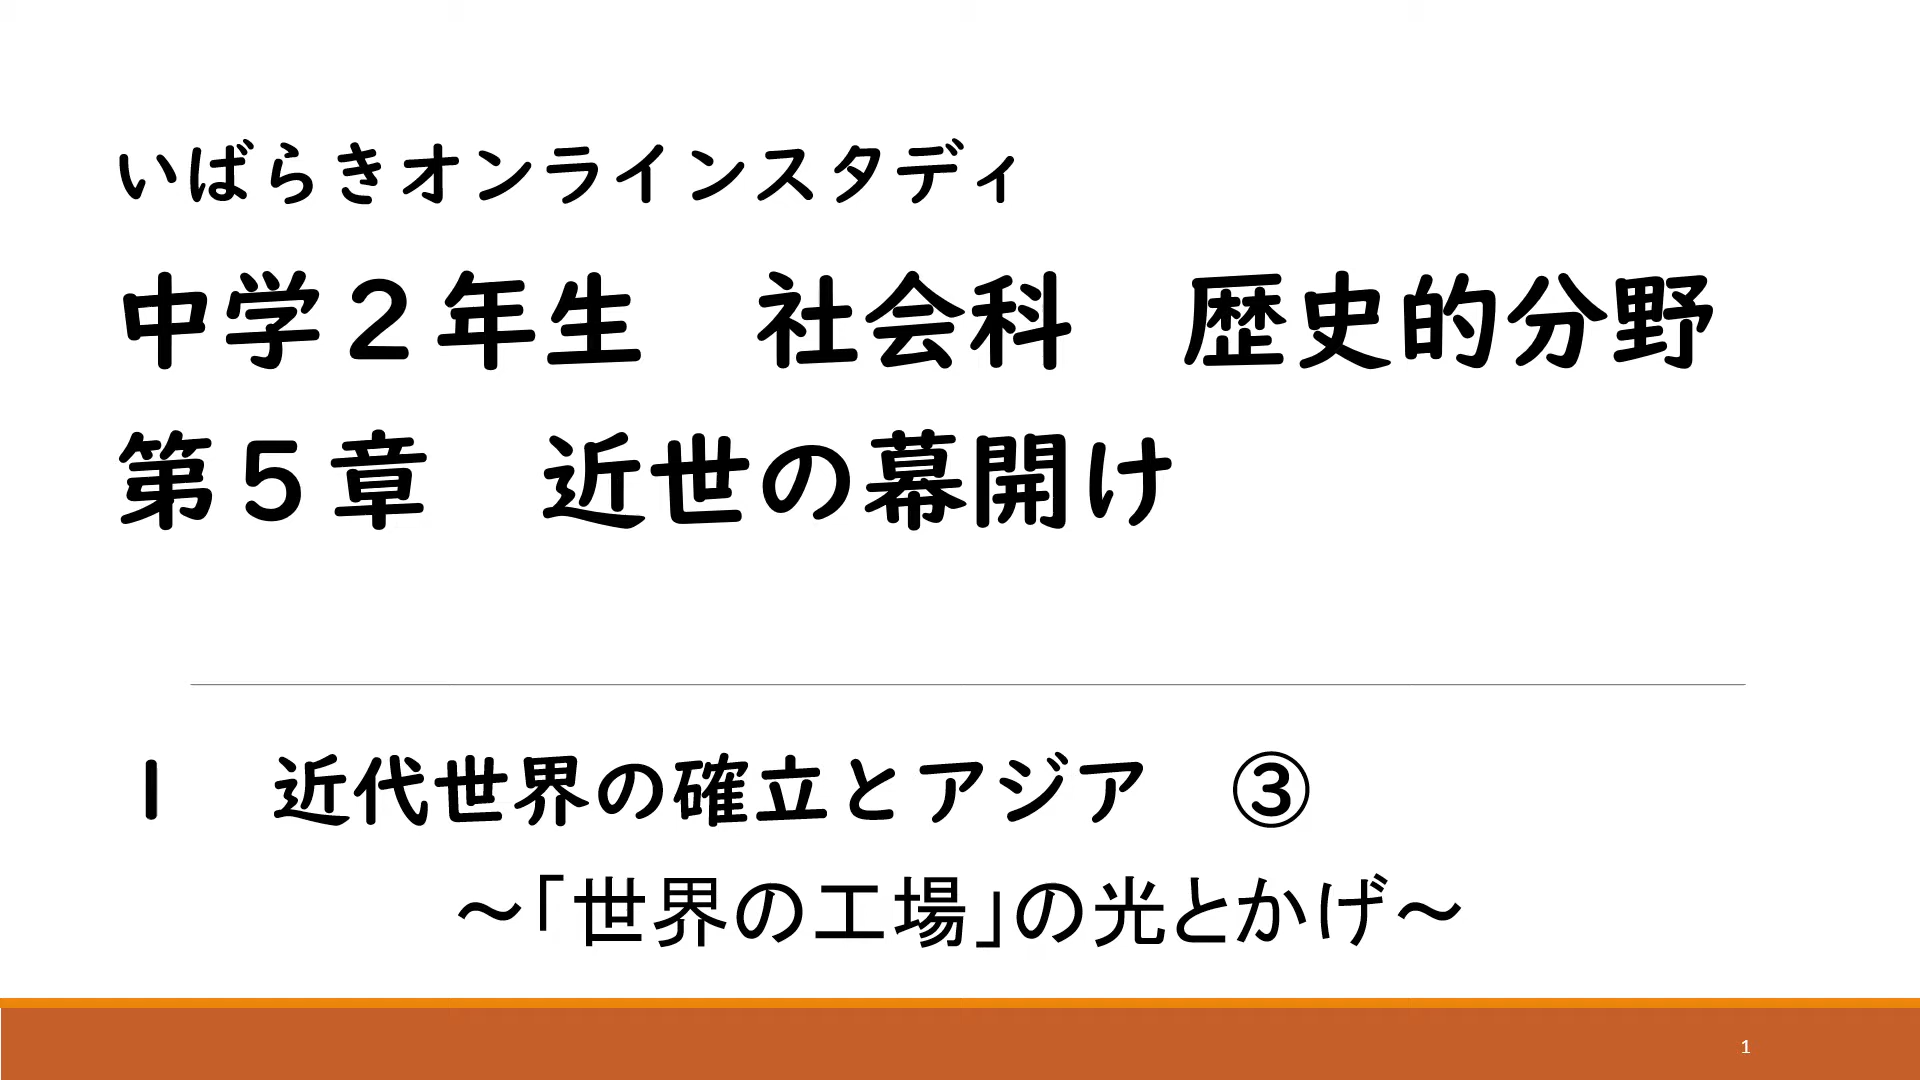 いばらきオンラインスタディ
中学２年生　社会科　歴史的分野
第５章　近世の幕開け
１　近代世界の確立とアジア　③
～「世界の工場」の光とかげ～
1